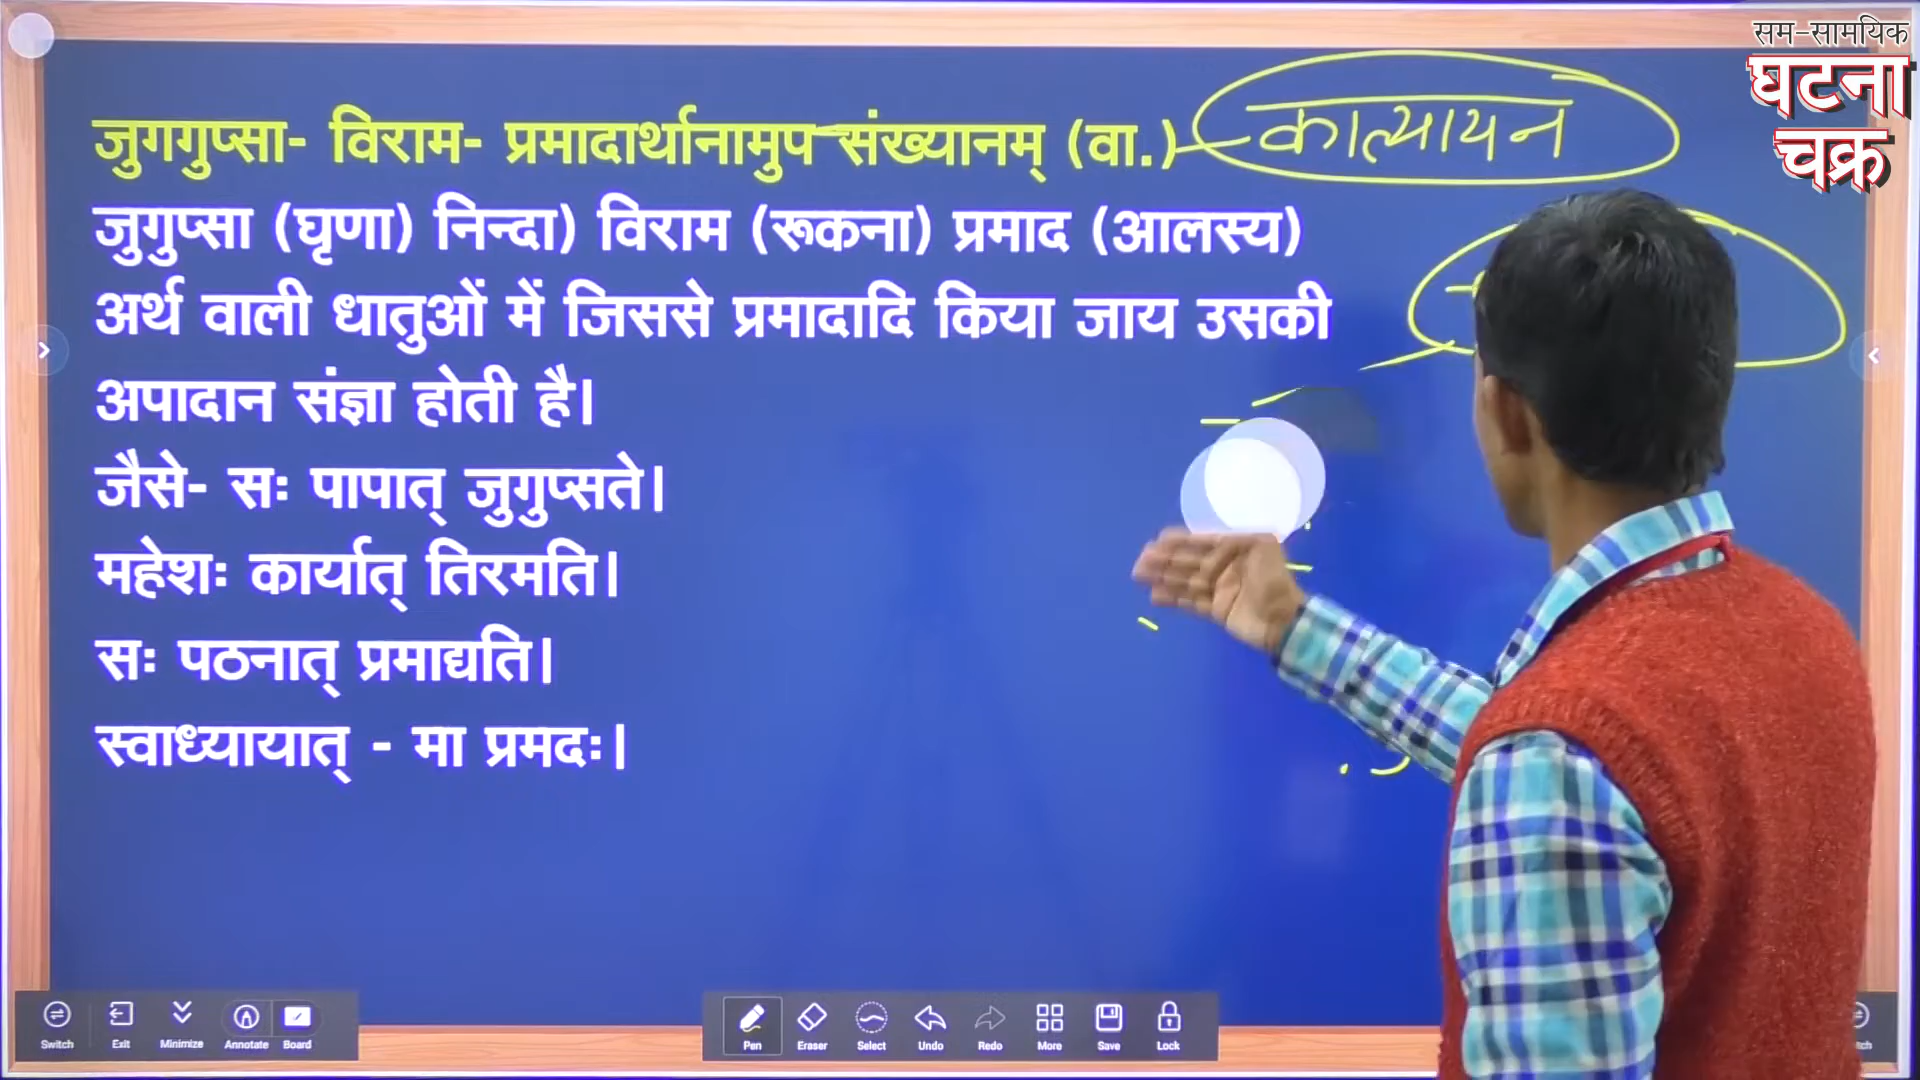 सम-सामयिक
घटना
चक्र
जुगगुप्सा- विराम- प्रमादार्थानामुप संख्यानम् (वा.) कात्यायन
जुगुप्सा (घृणा) निन्दा) विराम (रूकना) प्रमाद (आलस्य)
अर्थ वाली धातुओं में जिससे प्रमादादि किया जाय उसकी
अपादान संज्ञा होती है।
जैसे- सः पापात् जुगुप्सते।
महेशः कार्यात् तिरमति।
सः पठनात् प्रमाद्यति।
स्वाध्यायात् - मा प्रमदः।
Switch Exit Minimize Annotate Board Pen Eraser Select Undo Redo More Save Lock